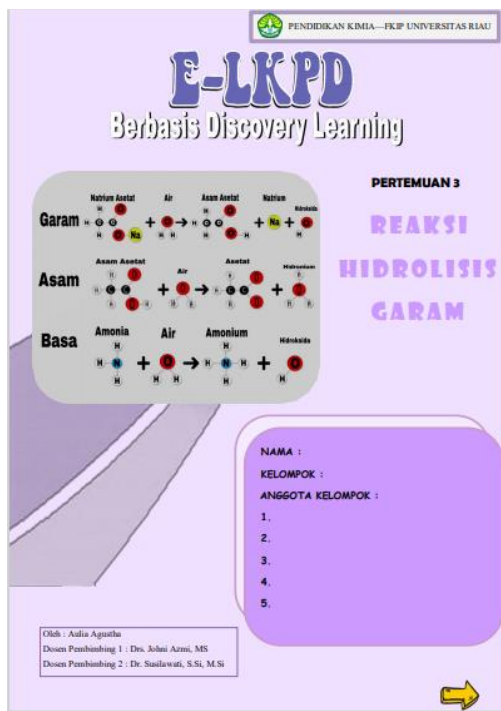 PENDIDIKAN KIMIA—FKIP UNIVERSITAS RIAU
E-LKPD
Berbasis Discovery Learning
PERTEMUAN 3
REAKSI
HIDROLISIS
GARAM
Natrium Asetat Air Asam Asetat Natrium Hidroksida
Garam + → + Na +
Na
Asam Asetat Air Asetat Hidronium
Asam C C + → C C +
Amonia Air Amonium Hidroksida
Basa
H H
H N + O → H N H + O
H H H H H
NAMA :
KELOMPOK :
ANGGOTA KELOMPOK :
1.
2.
3.
4.
5.
Oleh : Aulia Agustha
Dosen Pembimbing 1 : Drs. Johni Azmi, MS
Dosen Pembimbing 2 : Dr. Susilawati, S.Si, M.Si